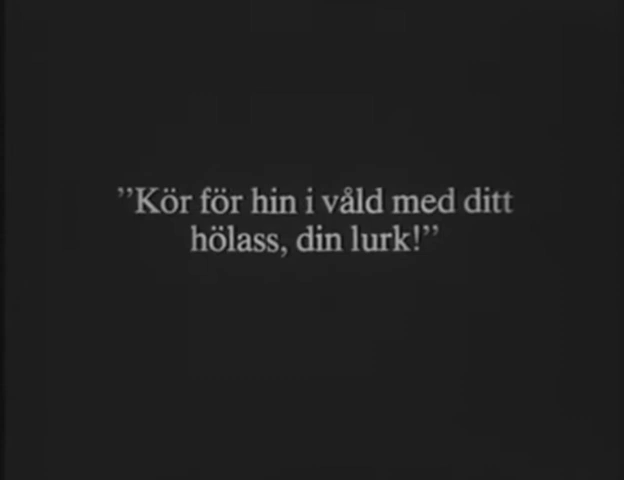 ”Kör för hin i våld med ditt
hölass, din lurk!”